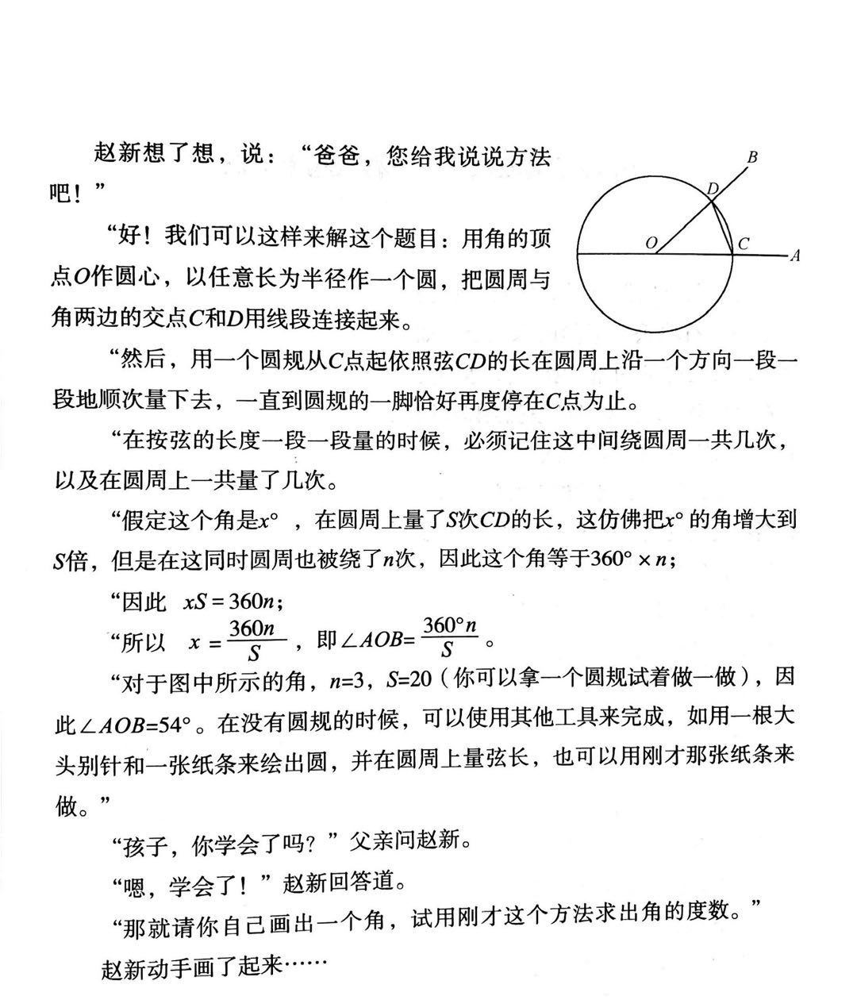 赵新想了想，说：“爸爸，您给我说说方法
吧！”
“好！我们可以这样来解这个题目：用角的顶
点O作圆心，以任意长为半径作一个圆，把圆周与
角两边的交点C和D用线段连接起来。
B
D
O
C
A
“然后，用一个圆规从C点起依照弦CD的长在圆周上沿一个方向一段一
段地顺次量下去，一直到圆规的一脚恰好再度停在C点为止。
“在按弦的长度一段一段量的时候，必须记住这中间绕圆周一共几次，
以及在圆周上一共量了几次。
“假定这个角是x°，在圆周上量了S次CD的长，这仿佛把x°的角增大到
S倍，但是在这同时圆周也被绕了n次，因此这个角等于360°×n；
“因此 xS=360n；
“所以 x=360n/S，即∠AOB=360°n/S。
“对于图中所示的角，n=3，S=20（你可以拿一个圆规试着做一做），因
此∠AOB=54°。在没有圆规的时候，可以使用其他工具来完成，如用一根大
头别针和一张纸条来绘出圆，并在圆周上量弦长，也可以用刚才那张纸条来
做。”
“孩子，你学会了吗？”父亲问赵新。
“嗯，学会了！”赵新回答道。
“那就请你自己画出一个角，试用刚才这个方法求出角的度数。”
赵新动手画了起来……